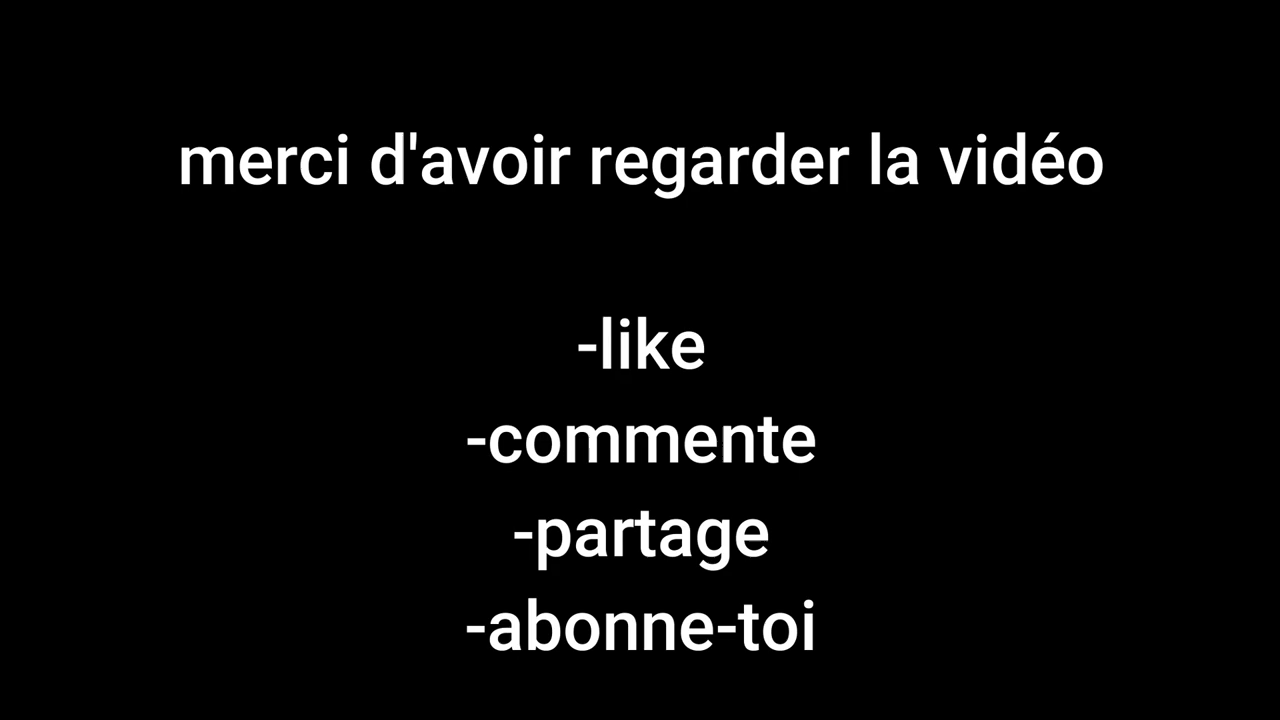 merci d'avoir regarder la vidéo
-like
-commente
-partage
-abonne-toi